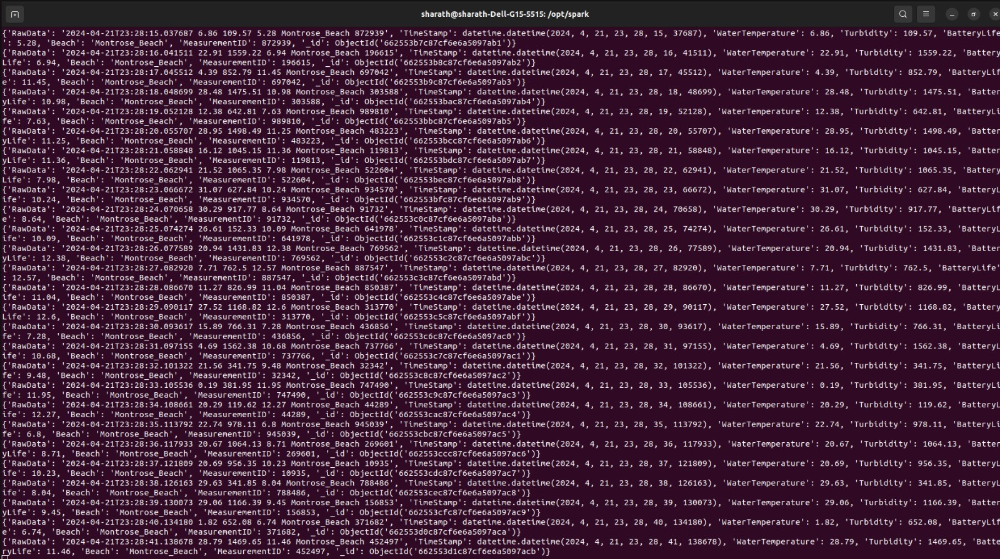 sharath@sharath-Dell-G15-5515: /opt/spark
{'RawData': '2024-04-21T23:28:15.037687 6.86 109.57 5.28 Montrose_Beach 872939', 'TimeStamp': datetime.datetime(2024, 4, 21, 23, 28, 15, 37687), 'WaterTemperature': 6.86, 'Turbidity': 109.57, 'BatteryLife
': 5.28, 'Beach': 'Montrose_Beach', 'MeasurementID': 872939, '_id': ObjectId('662553b7c87cf6e6a5097ab1')}
{'RawData': '2024-04-21T23:28:16.041511 22.91 1559.22 6.94 Montrose_Beach 196615', 'TimeStamp': datetime.datetime(2024, 4, 21, 23, 28, 16, 41511), 'WaterTemperature': 22.91, 'Turbidity': 1559.22, 'Battery
Life': 6.94, 'Beach': 'Montrose_Beach', 'MeasurementID': 196615, '_id': ObjectId('662553b8c87cf6e6a5097ab2')}
{'RawData': '2024-04-21T23:28:17.045512 4.39 852.79 11.45 Montrose_Beach 697042', 'TimeStamp': datetime.datetime(2024, 4, 21, 23, 28, 17, 45512), 'WaterTemperature': 4.39, 'Turbidity': 852.79, 'BatteryLif
e': 11.45, 'Beach': 'Montrose_Beach', 'MeasurementID': 697042, '_id': ObjectId('662553b9c87cf6e6a5097ab3')}
{'RawData': '2024-04-21T23:28:18.048699 28.48 1475.51 10.98 Montrose_Beach 303588', 'TimeStamp': datetime.datetime(2024, 4, 21, 23, 28, 18, 48699), 'WaterTemperature': 28.48, 'Turbidity': 1475.51, 'Batter
yLife': 10.98, 'Beach': 'Montrose_Beach', 'MeasurementID': 303588, '_id': ObjectId('662553bac87cf6e6a5097ab4')}
{'RawData': '2024-04-21T23:28:19.052128 12.38 642.81 7.63 Montrose_Beach 989810', 'TimeStamp': datetime.datetime(2024, 4, 21, 23, 28, 19, 52128), 'WaterTemperature': 12.38, 'Turbidity': 642.81, 'BatteryLi
fe': 7.63, 'Beach': 'Montrose_Beach', 'MeasurementID': 989810, '_id': ObjectId('662553bbc87cf6e6a5097ab5')}
{'RawData': '2024-04-21T23:28:20.055707 28.95 1498.49 11.25 Montrose_Beach 483223', 'TimeStamp': datetime.datetime(2024, 4, 21, 23, 28, 20, 55707), 'WaterTemperature': 28.95, 'Turbidity': 1498.49, 'Batter
yLife': 11.25, 'Beach': 'Montrose_Beach', 'MeasurementID': 483223, '_id': ObjectId('662553bcc87cf6e6a5097ab6')}
{'RawData': '2024-04-21T23:28:21.058848 16.12 1045.15 11.36 Montrose_Beach 119813', 'TimeStamp': datetime.datetime(2024, 4, 21, 23, 28, 21, 58848), 'WaterTemperature': 16.12, 'Turbidity': 1045.15, 'Batter
yLife': 11.36, 'Beach': 'Montrose_Beach', 'MeasurementID': 119813, '_id': ObjectId('662553bdc87cf6e6a5097ab7')}
{'RawData': '2024-04-21T23:28:22.062941 21.52 1065.35 7.98 Montrose_Beach 522604', 'TimeStamp': datetime.datetime(2024, 4, 21, 23, 28, 22, 62941), 'WaterTemperature': 21.52, 'Turbidity': 1065.35, 'Battery
Life': 7.98, 'Beach': 'Montrose_Beach', 'MeasurementID': 522604, '_id': ObjectId('662553bec87cf6e6a5097ab8')}
{'RawData': '2024-04-21T23:28:23.066672 31.07 627.84 10.24 Montrose_Beach 934570', 'TimeStamp': datetime.datetime(2024, 4, 21, 23, 28, 23, 66672), 'WaterTemperature': 31.07, 'Turbidity': 627.84, 'BatteryL
ife': 10.24, 'Beach': 'Montrose_Beach', 'MeasurementID': 934570, '_id': ObjectId('662553bfc87cf6e6a5097ab9')}
{'RawData': '2024-04-21T23:28:24.070658 30.29 917.77 8.64 Montrose_Beach 91732', 'TimeStamp': datetime.datetime(2024, 4, 21, 23, 28, 24, 70658), 'WaterTemperature': 30.29, 'Turbidity': 917.77, 'BatteryLif
e': 8.64, 'Beach': 'Montrose_Beach', 'MeasurementID': 91732, '_id': ObjectId('662553c0c87cf6e6a5097aba')}
{'RawData': '2024-04-21T23:28:25.074274 26.61 152.33 10.09 Montrose_Beach 641978', 'TimeStamp': datetime.datetime(2024, 4, 21, 23, 28, 25, 74274), 'WaterTemperature': 26.61, 'Turbidity': 152.33, 'BatteryL
ife': 10.09, 'Beach': 'Montrose_Beach', 'MeasurementID': 641978, '_id': ObjectId('662553c1c87cf6e6a5097abb')}
{'RawData': '2024-04-21T23:28:26.077589 20.94 1431.83 12.38 Montrose_Beach 769562', 'TimeStamp': datetime.datetime(2024, 4, 21, 23, 28, 26, 77589), 'WaterTemperature': 20.94, 'Turbidity': 1431.83, 'Batter
yLife': 12.38, 'Beach': 'Montrose_Beach', 'MeasurementID': 769562, '_id': ObjectId('662553c2c87cf6e6a5097abc')}
{'RawData': '2024-04-21T23:28:27.082920 7.71 762.5 12.57 Montrose_Beach 887547', 'TimeStamp': datetime.datetime(2024, 4, 21, 23, 28, 27, 82920), 'WaterTemperature': 7.71, 'Turbidity': 762.5, 'BatteryLife'
: 12.57, 'Beach': 'Montrose_Beach', 'MeasurementID': 887547, '_id': ObjectId('662553c3c87cf6e6a5097abd')}
{'RawData': '2024-04-21T23:28:28.086670 11.27 826.99 11.04 Montrose_Beach 850387', 'TimeStamp': datetime.datetime(2024, 4, 21, 23, 28, 28, 86670), 'WaterTemperature': 11.27, 'Turbidity': 826.99, 'BatteryL
ife': 11.04, 'Beach': 'Montrose_Beach', 'MeasurementID': 850387, '_id': ObjectId('662553c4c87cf6e6a5097abe')}
{'RawData': '2024-04-21T23:28:29.090117 27.52 1168.82 12.6 Montrose_Beach 313770', 'TimeStamp': datetime.datetime(2024, 4, 21, 23, 28, 29, 90117), 'WaterTemperature': 27.52, 'Turbidity': 1168.82, 'Battery
Life': 12.6, 'Beach': 'Montrose_Beach', 'MeasurementID': 313770, '_id': ObjectId('662553c5c87cf6e6a5097abf')}
{'RawData': '2024-04-21T23:28:30.093617 15.89 766.31 7.28 Montrose_Beach 436856', 'TimeStamp': datetime.datetime(2024, 4, 21, 23, 28, 30, 93617), 'WaterTemperature': 15.89, 'Turbidity': 766.31, 'BatteryLi
fe': 7.28, 'Beach': 'Montrose_Beach', 'MeasurementID': 436856, '_id': ObjectId('662553c6c87cf6e6a5097ac0')}
{'RawData': '2024-04-21T23:28:31.097155 4.69 1562.38 10.68 Montrose_Beach 737766', 'TimeStamp': datetime.datetime(2024, 4, 21, 23, 28, 31, 97155), 'WaterTemperature': 4.69, 'Turbidity': 1562.38, 'BatteryL
ife': 10.68, 'Beach': 'Montrose_Beach', 'MeasurementID': 737766, '_id': ObjectId('662553c7c87cf6e6a5097ac1')}
{'RawData': '2024-04-21T23:28:32.101322 21.56 341.75 9.48 Montrose_Beach 32342', 'TimeStamp': datetime.datetime(2024, 4, 21, 23, 28, 32, 101322), 'WaterTemperature': 21.56, 'Turbidity': 341.75, 'BatteryLi
fe': 9.48, 'Beach': 'Montrose_Beach', 'MeasurementID': 32342, '_id': ObjectId('662553c8c87cf6e6a5097ac2')}
{'RawData': '2024-04-21T23:28:33.105536 0.19 381.95 11.95 Montrose_Beach 747490', 'TimeStamp': datetime.datetime(2024, 4, 21, 23, 28, 33, 105536), 'WaterTemperature': 0.19, 'Turbidity': 381.95, 'BatteryLi
fe': 11.95, 'Beach': 'Montrose_Beach', 'MeasurementID': 747490, '_id': ObjectId('662553c9c87cf6e6a5097ac3')}
{'RawData': '2024-04-21T23:28:34.108661 20.29 119.62 12.27 Montrose_Beach 44289', 'TimeStamp': datetime.datetime(2024, 4, 21, 23, 28, 34, 108661), 'WaterTemperature': 20.29, 'Turbidity': 119.62, 'BatteryL
ife': 12.27, 'Beach': 'Montrose_Beach', 'MeasurementID': 44289, '_id': ObjectId('662553cac87cf6e6a5097ac4')}
{'RawData': '2024-04-21T23:28:35.113792 22.74 978.11 6.8 Montrose_Beach 945039', 'TimeStamp': datetime.datetime(2024, 4, 21, 23, 28, 35, 113792), 'WaterTemperature': 22.74, 'Turbidity': 978.11, 'BatteryLi
fe': 6.8, 'Beach': 'Montrose_Beach', 'MeasurementID': 945039, '_id': ObjectId('662553cbc87cf6e6a5097ac5')}
{'RawData': '2024-04-21T23:28:36.117933 20.67 1064.13 8.71 Montrose_Beach 269601', 'TimeStamp': datetime.datetime(2024, 4, 21, 23, 28, 36, 117933), 'WaterTemperature': 20.67, 'Turbidity': 1064.13, 'Batter
yLife': 8.71, 'Beach': 'Montrose_Beach', 'MeasurementID': 269601, '_id': ObjectId('662553ccc87cf6e6a5097ac6')}
{'RawData': '2024-04-21T23:28:37.121809 20.69 956.35 10.23 Montrose_Beach 10935', 'TimeStamp': datetime.datetime(2024, 4, 21, 23, 28, 37, 121809), 'WaterTemperature': 20.69, 'Turbidity': 956.35, 'BatteryL
ife': 10.23, 'Beach': 'Montrose_Beach', 'MeasurementID': 10935, '_id': ObjectId('662553cdc87cf6e6a5097ac7')}
{'RawData': '2024-04-21T23:28:38.126163 29.63 341.85 8.04 Montrose_Beach 788486', 'TimeStamp': datetime.datetime(2024, 4, 21, 23, 28, 38, 126163), 'WaterTemperature': 29.63, 'Turbidity': 341.85, 'BatteryL
ife': 8.04, 'Beach': 'Montrose_Beach', 'MeasurementID': 788486, '_id': ObjectId('662553cec87cf6e6a5097ac8')}
{'RawData': '2024-04-21T23:28:39.130073 29.06 1166.39 9.45 Montrose_Beach 156853', 'TimeStamp': datetime.datetime(2024, 4, 21, 23, 28, 39, 130073), 'WaterTemperature': 29.06, 'Turbidity': 1166.39, 'Batter
yLife': 9.45, 'Beach': 'Montrose_Beach', 'MeasurementID': 156853, '_id': ObjectId('662553cfc87cf6e6a5097ac9')}
{'RawData': '2024-04-21T23:28:40.134180 1.82 652.08 6.74 Montrose_Beach 371682', 'TimeStamp': datetime.datetime(2024, 4, 21, 23, 28, 40, 134180), 'WaterTemperature': 1.82, 'Turbidity': 652.08, 'BatteryLif
e': 6.74, 'Beach': 'Montrose_Beach', 'MeasurementID': 371682, '_id': ObjectId('662553d0c87cf6e6a5097aca')}
{'RawData': '2024-04-21T23:28:41.138678 28.79 1469.65 11.46 Montrose_Beach 452497', 'TimeStamp': datetime.datetime(2024, 4, 21, 23, 28, 41, 138678), 'WaterTemperature': 28.79, 'Turbidity': 1469.65, 'Batte
ryLife': 11.46, 'Beach': 'Montrose_Beach', 'MeasurementID': 452497, '_id': ObjectId('662553d1c87cf6e6a5097acb')}